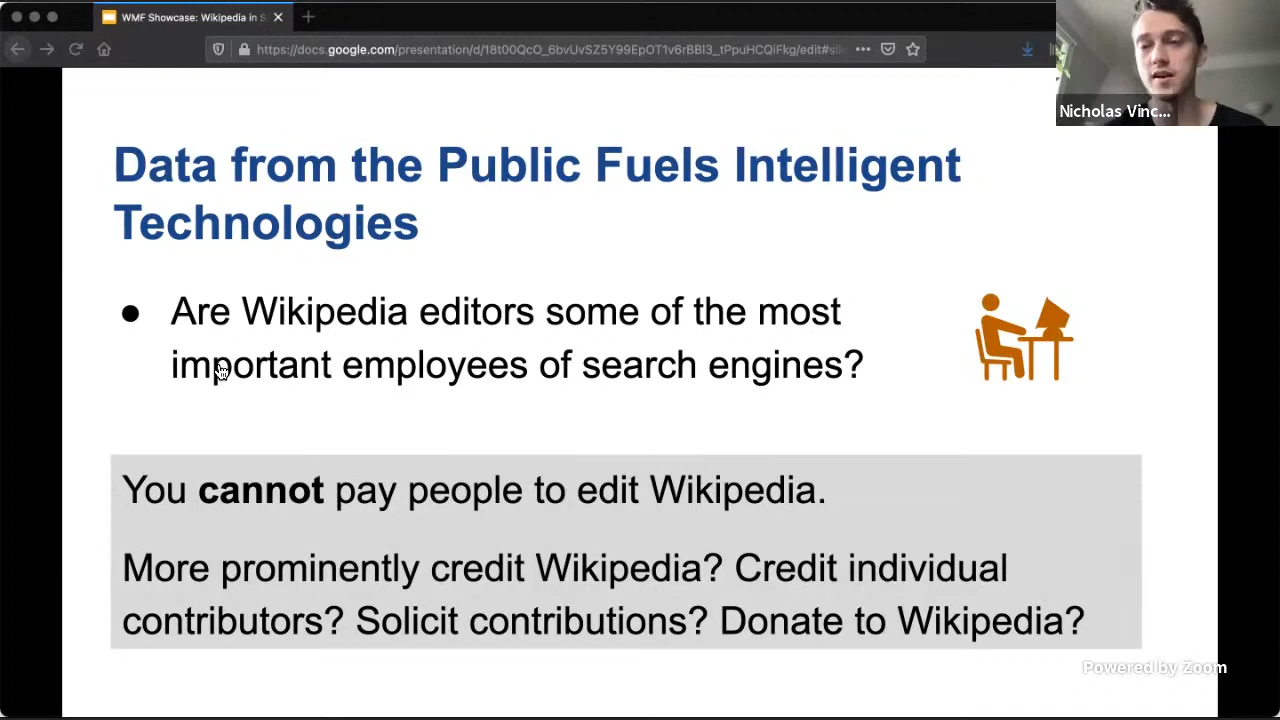 WMF Showcase: Wikipedia in S
https://docs.google.com/presentation/d/18t00QcO_6bvUvSZ5Y99EpOT1v6rBBI3_tPpuHCQiFkg/edit#sli
Nicholas Vinc...
Data from the Public Fuels Intelligent
Technologies
● Are Wikipedia editors some of the most
important employees of search engines?
You cannot pay people to edit Wikipedia.
More prominently credit Wikipedia? Credit individual
contributors? Solicit contributions? Donate to Wikipedia?
Powered by Zoom